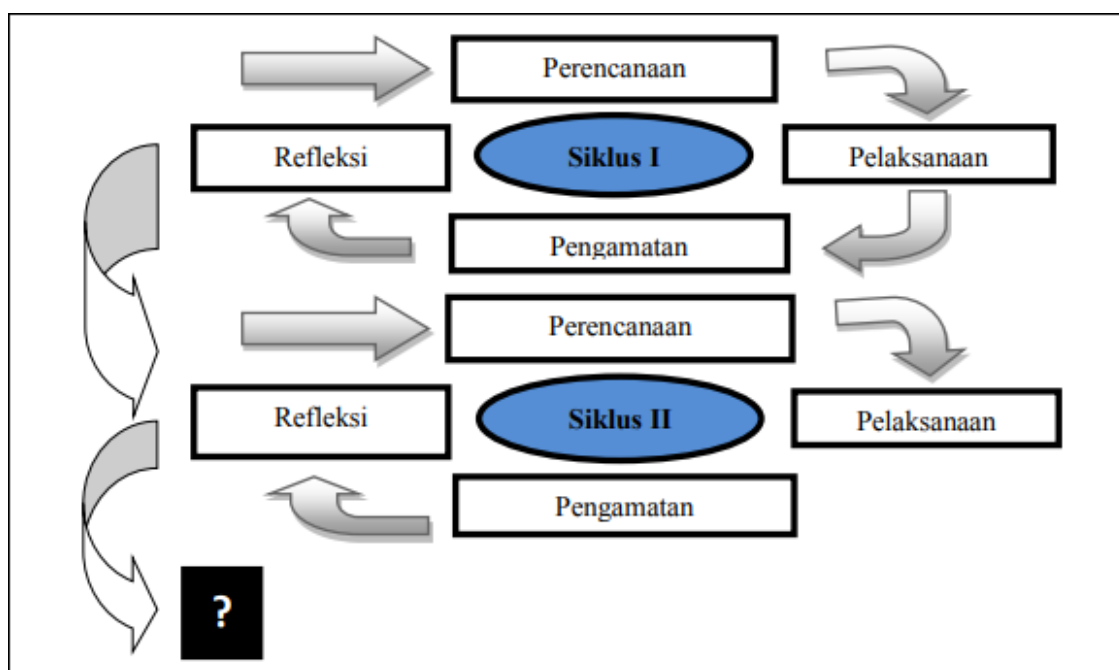 Perencanaan
Refleksi
Siklus I
Pelaksanaan
Pengamatan
Perencanaan
Refleksi
Siklus II
Pelaksanaan
Pengamatan
?